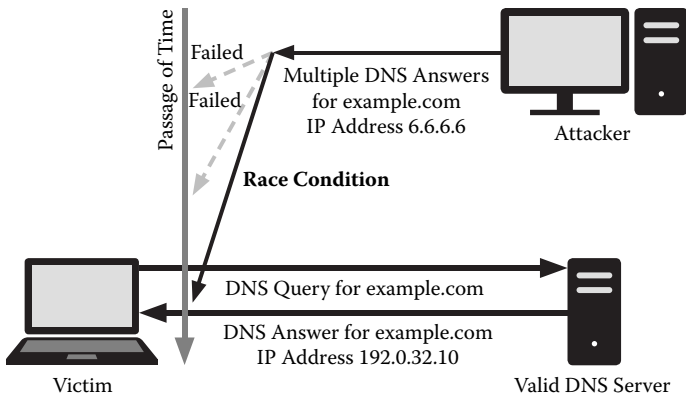 Passage of Time
Failed
Failed
Multiple DNS Answers
for example.com
IP Address 6.6.6.6
Attacker
Race Condition
DNS Query for example.com
DNS Answer for example.com
IP Address 192.0.32.10
Victim
Valid DNS Server